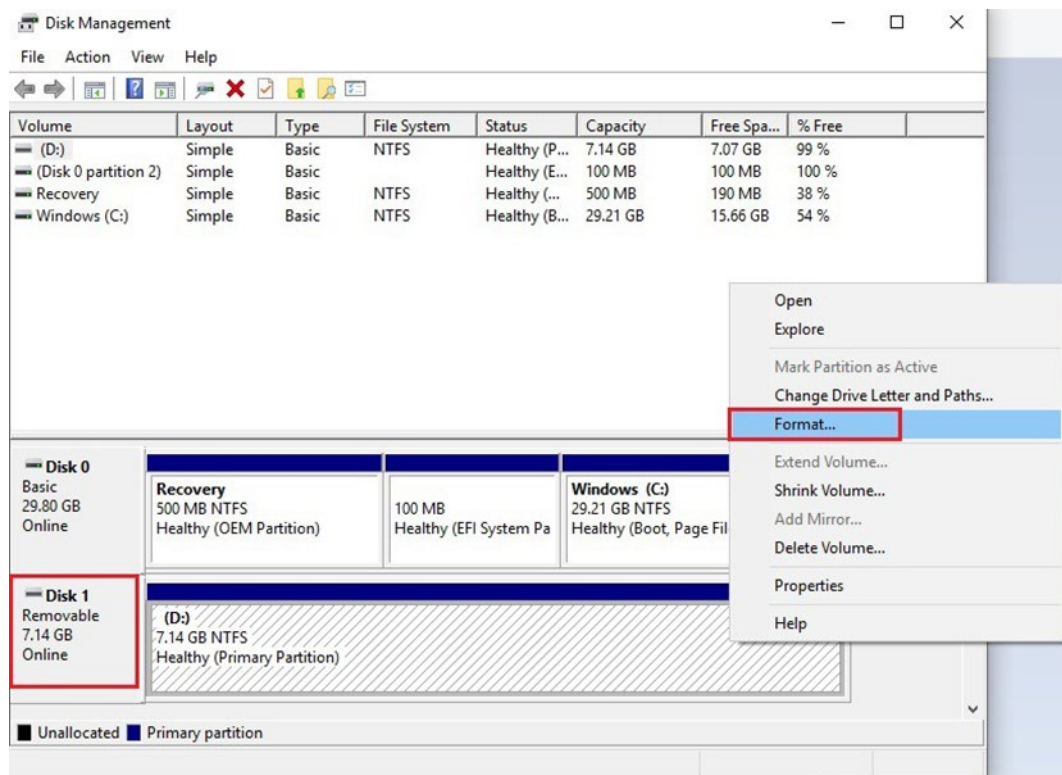 Disk Management
File Action View Help
Volume Layout Type File System Status Capacity Free Spa... % Free
(D:) Simple Basic NTFS Healthy (P... 7.14 GB 7.07 GB 99 %
(Disk 0 partition 2) Simple Basic Healthy (E... 100 MB 100 MB 100 %
Recovery Simple Basic NTFS Healthy (... 500 MB 190 MB 38 %
Windows (C:) Simple Basic NTFS Healthy (B... 29.21 GB 15.66 GB 54 %
Open
Explore
Mark Partition as Active
Change Drive Letter and Paths...
Format...
Extend Volume...
Shrink Volume...
Add Mirror...
Delete Volume...
Properties
Help
Disk 0
Basic
29.80 GB
Online
Recovery
500 MB NTFS
Healthy (OEM Partition)
100 MB
Healthy (EFI System Pa
Windows (C:)
29.21 GB NTFS
Healthy (Boot, Page Fil
Disk 1
Removable
7.14 GB
Online
(D:)
7.14 GB NTFS
Healthy (Primary Partition)
Unallocated Primary partition